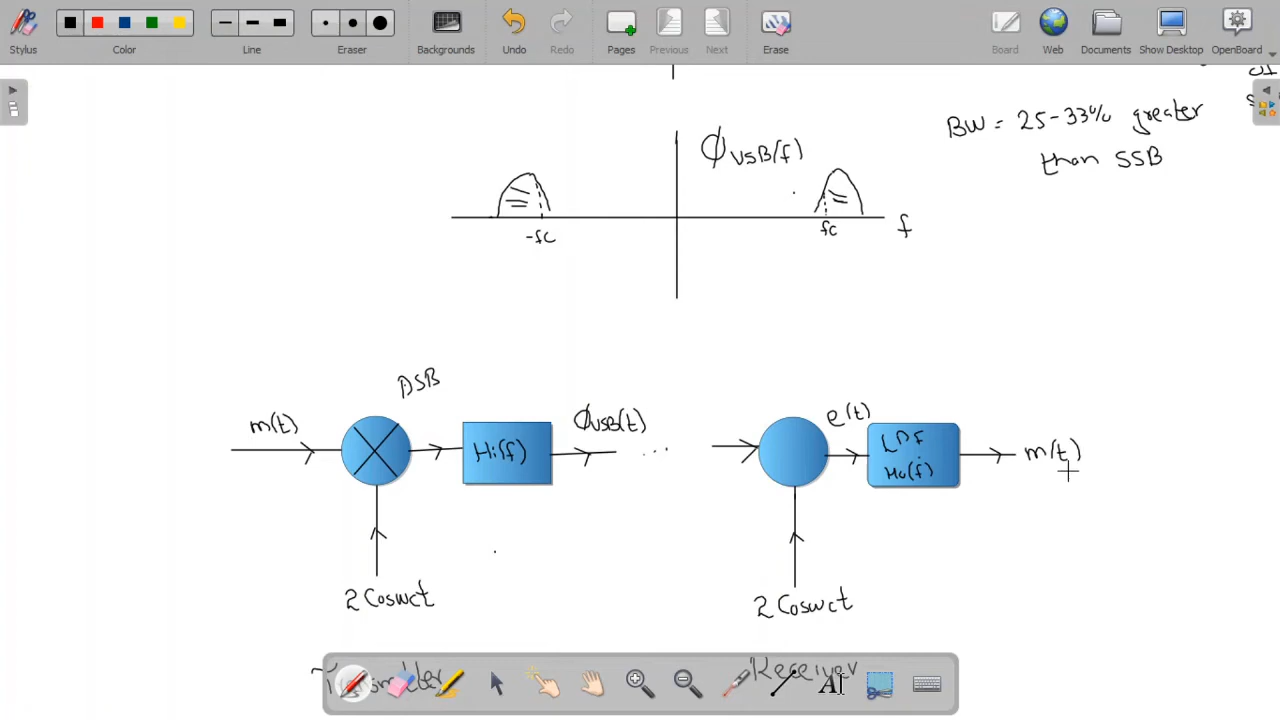 Stylus
Color
Line
Eraser
Backgrounds
Undo
Redo
Pages
Previous
Next
Erase
Board
Web
Documents
Show Desktop
OpenBoard
BW = 25-33% greater
than SSB
ϕVSB(f)
-fc
fc
f
DSB
m(t)
Hi(f)
ϕVSB(t)
...
e(t)
LPF
Ho(f)
m(t)
2 Cosωct
2 Cosωct
Receiver